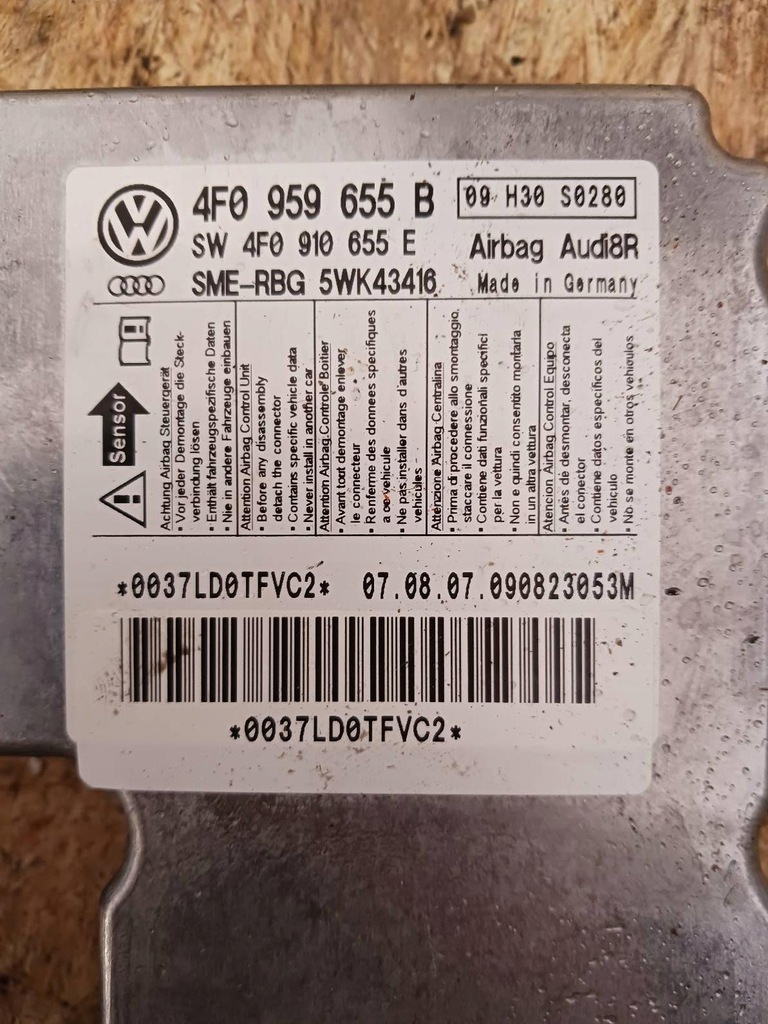 4F0 959 655 B
09 H30 S0280
SW 4F0 910 655 E
Airbag Audi8R
SME-RBG 5WK43416
Made in Germany
Sensor
Achtung Airbag Steuergerät
• Vor jeder Demontage die Steck-
verbindung lösen
• Enthält fahrzeugspezifische Daten
• Nie in andere Fahrzeuge einbauen
Attention Airbag Control Unit
• Before any disassembly
detach the connector
• Contains specific vehicle data
• Never install in another car
Attention Airbag Controle Boitier
• Avant tout demontage enlever
le connecteur
• Renferme des donnees specifiques
a ce vehicule
• Ne pas installer dans d'autres
vehicules
Attenzione Airbag Centralina
• Prima di procedere allo smontaggio,
staccare il connessione
• Contiene dati funzionali specifici
per la vettura
• Non e quindi consentito montarla
in un altra vettura
Atencion Airbag Control Equipo
• Antes de desmontar, desconecta
el conector
• Contiene datos especificos del
vehiculo
• No se monte en otros vehiculos
*0037LD0TFVC2* 07.08.07.090823053M
*0037LD0TFVC2*